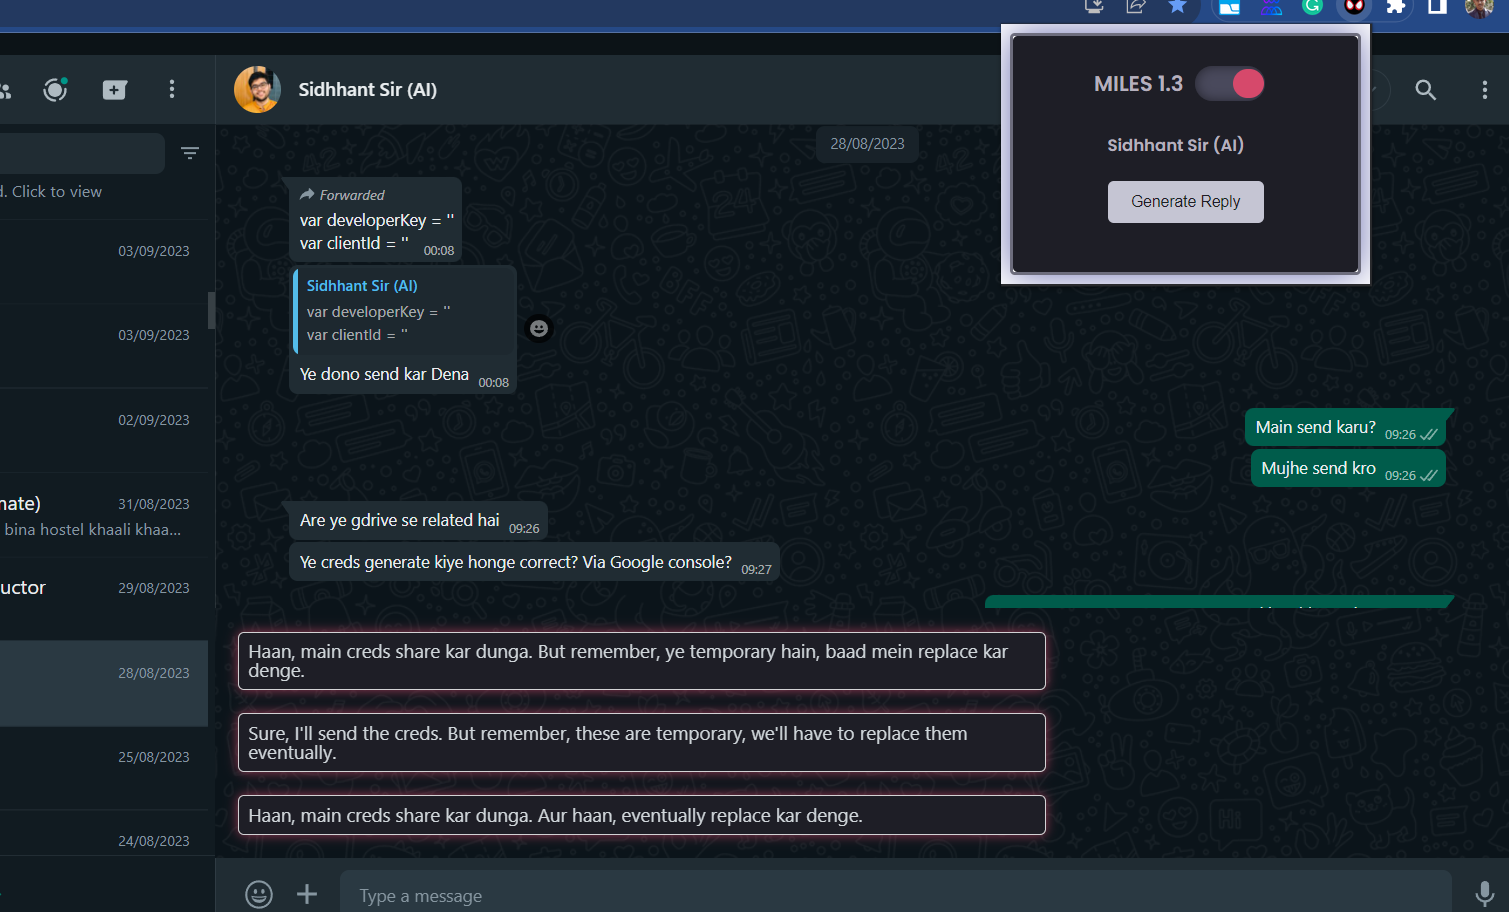 MILES 1.3
Sidhhant Sir (AI)
Generate Reply
d. Click to view
03/09/2023
03/09/2023
02/09/2023
mate)
31/08/2023
bina hostel khaali khaa...
uctor
29/08/2023
28/08/2023
25/08/2023
24/08/2023
Sidhhant Sir (AI)
28/08/2023
Forwarded
var developerKey = ''
var clientId = ''
00:08
Sidhhant Sir (AI)
var developerKey = ''
var clientId = ''
Ye dono send kar Dena
00:08
Main send karu?
09:26
Mujhe send kro
09:26
Are ye gdrive se related hai
09:26
Ye creds generate kiye honge correct? Via Google console?
09:27
Haan, main creds share kar dunga. But remember, ye temporary hain, baad mein replace kar
denge.
Sure, I'll send the creds. But remember, these are temporary, we'll have to replace them
eventually.
Haan, main creds share kar dunga. Aur haan, eventually replace kar denge.
Type a message